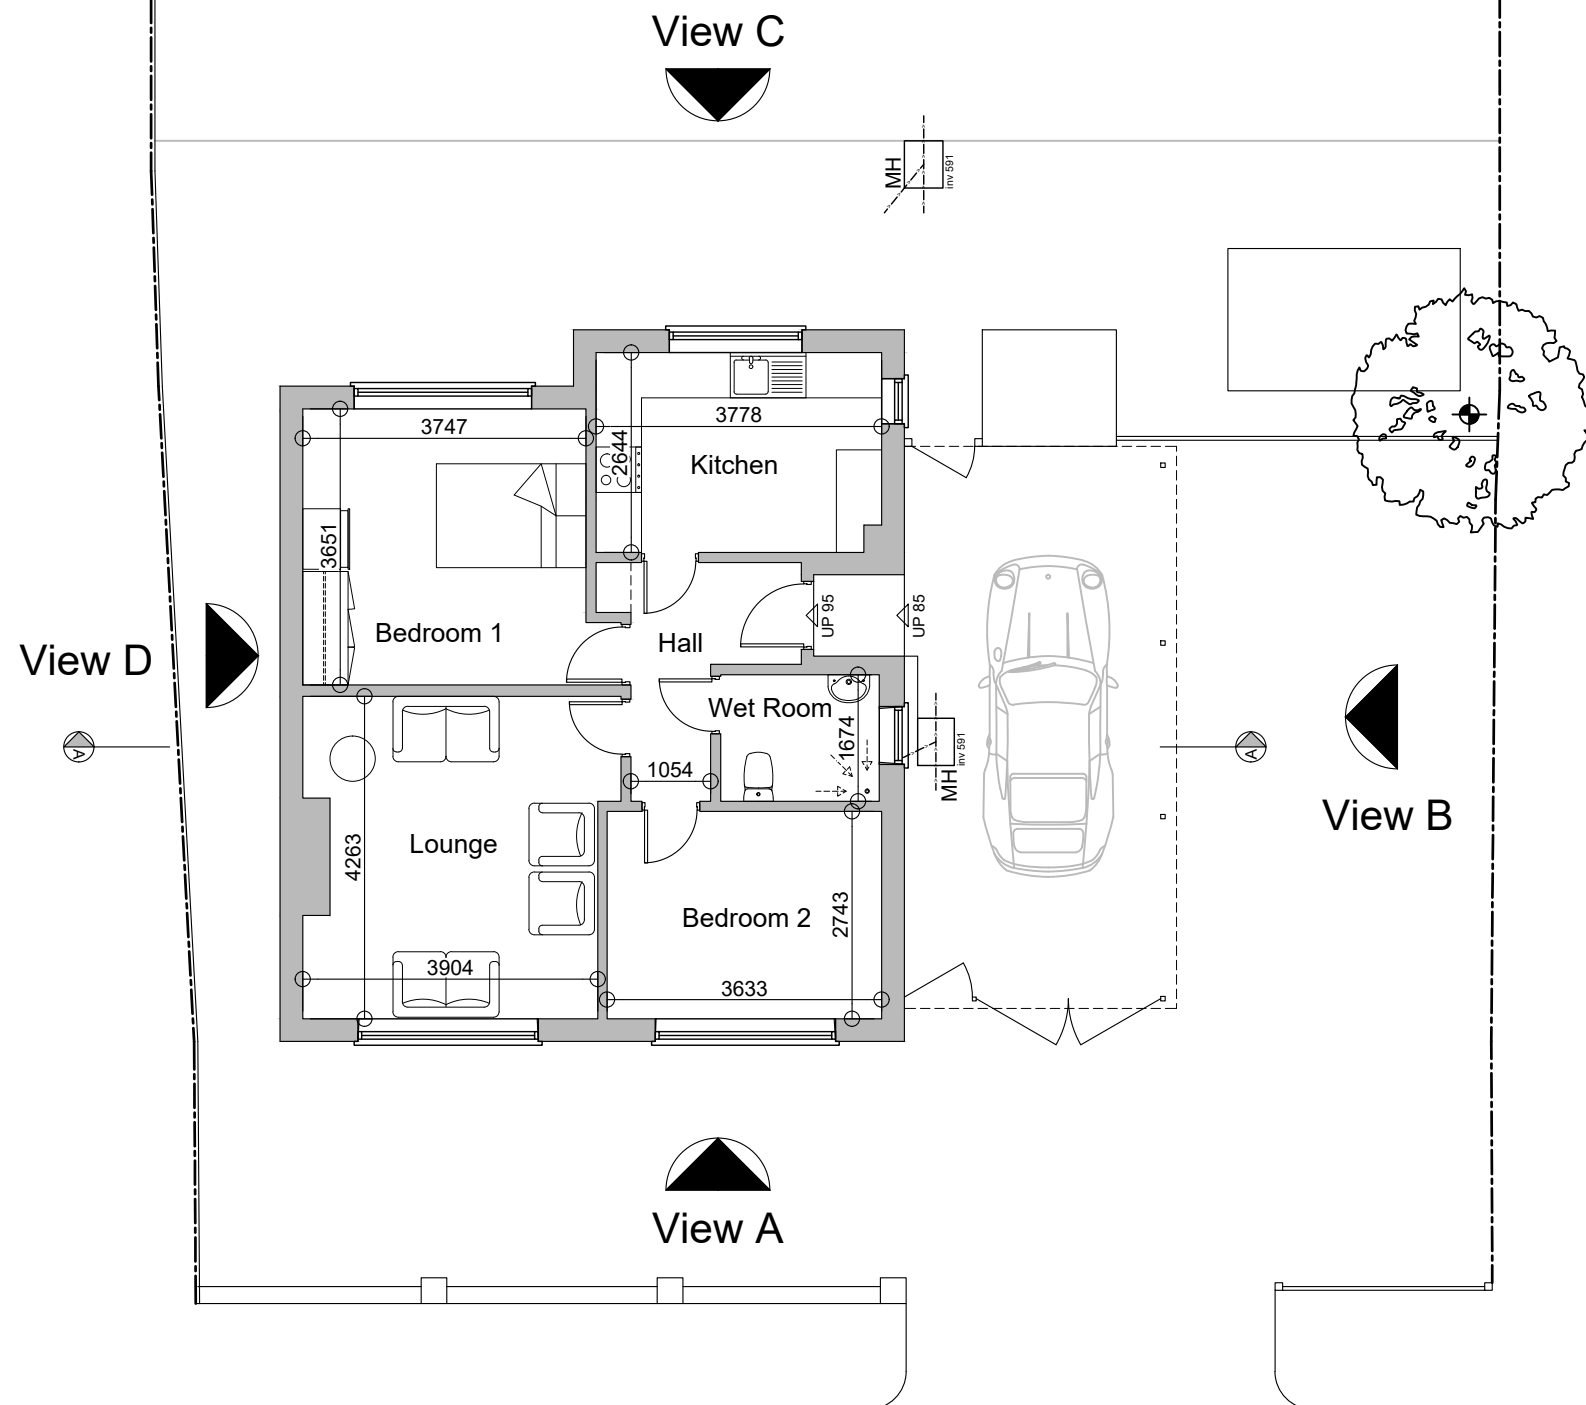 View C
MH
inv 591
3747
3778
2644
Kitchen
3651
UP 95
UP 85
Bedroom 1
Hall
View D
Wet Room
1674
A
A
MH
inv 591
1054
View B
Lounge
4263
Bedroom 2
2743
3904
3633
View A